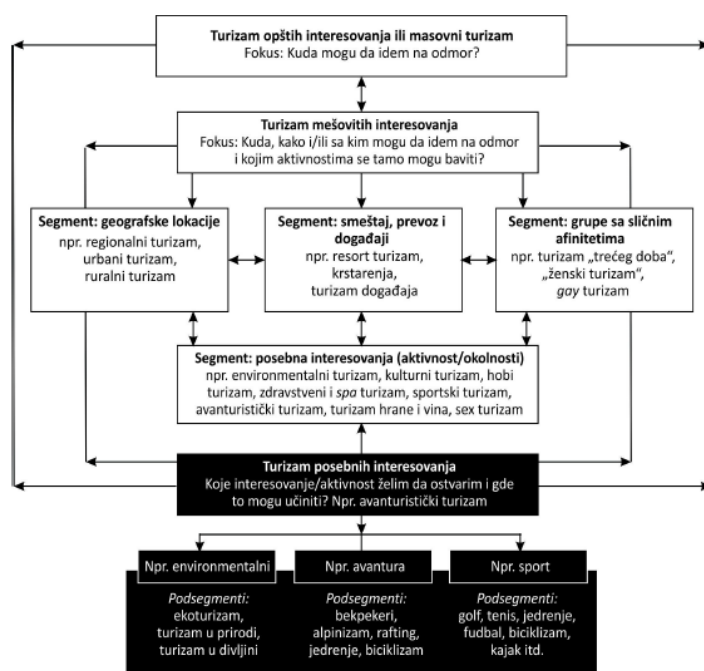 Turizam opštih interesovanja ili masovni turizam
Fokus: Kuda mogu da idem na odmor?
Turizam mešovitih interesovanja
Fokus: Kuda, kako i/ili sa kim mogu da idem na odmor
i kojim aktivnostima se tamo mogu baviti?
Segment: geografske lokacije
npr. regionalni turizam,
urbani turizam,
ruralni turizam
Segment: smeštaj, prevoz i
događaji
npr. resort turizam,
krstarenja,
turizam događaja
Segment: grupe sa sličnim
afinitetima
npr. turizam „trećeg doba“,
„ženski turizam“,
gay turizam
Segment: posebna interesovanja (aktivnost/okolnosti)
npr. environmentalni turizam, kulturni turizam, hobi
turizam, zdravstveni i spa turizam, sportski turizam,
avanturistički turizam, turizam hrane i vina, sex turizam
Turizam posebnih interesovanja
Koje interesovanje/aktivnost želim da ostvarim i gde
to mogu učiniti? Npr. avanturistički turizam
Npr. environmentalni
Podsegmenti:
ekoturizam,
turizam u prirodi,
turizam u divljini
Npr. avantura
Podsegmenti:
bekpekeri,
alpinizam, rafting,
jedrenje, biciklizam
Npr. sport
Podsegmenti:
golf, tenis, jedrenje,
fudbal, biciklizam,
kajak itd.